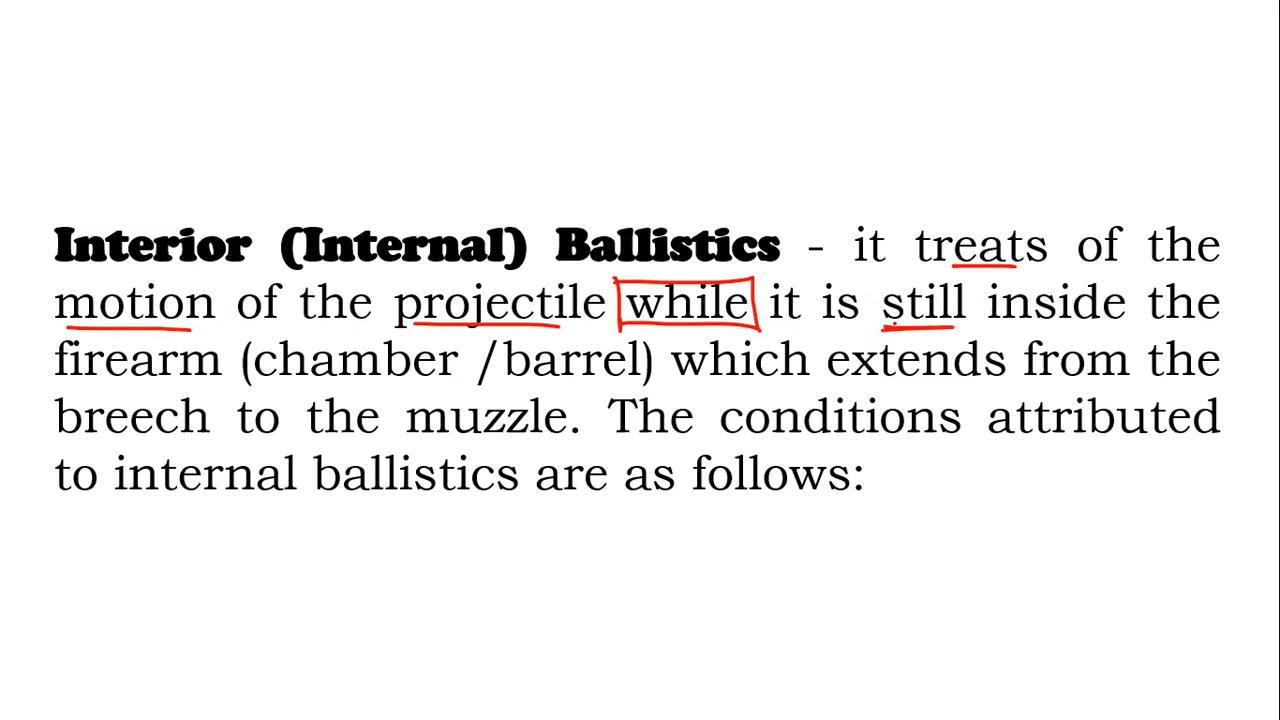 Interior (Internal) Ballistics - it treats of the
motion of the projectile while it is still inside the
firearm (chamber /barrel) which extends from the
breech to the muzzle. The conditions attributed
to internal ballistics are as follows: